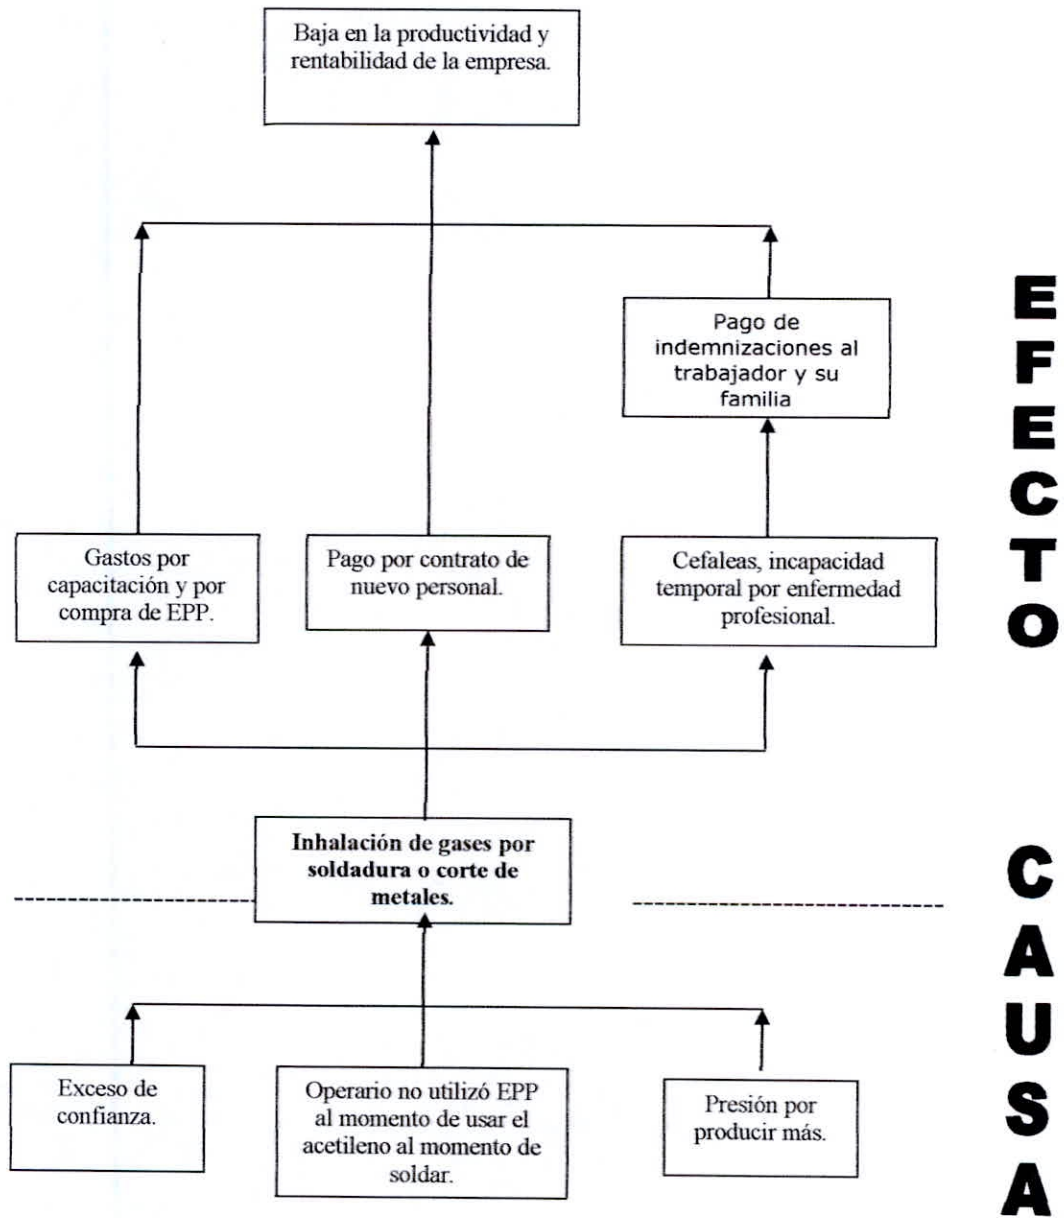 Baja en la productividad y
rentabilidad de la empresa.
Pago de
indemnizaciones al
trabajador y su
familia
Gastos por
capacitación y por
compra de EPP.
Pago por contrato de
nuevo personal.
Cefaleas, incapacidad
temporal por enfermedad
profesional.
EFECTO
Inhalación de gases por
soldadura o corte de
metales.
Exceso de
confianza.
Operario no utilizó EPP
al momento de usar el
acetileno al momento de
soldar.
Presión por
producir más.
CAUSA